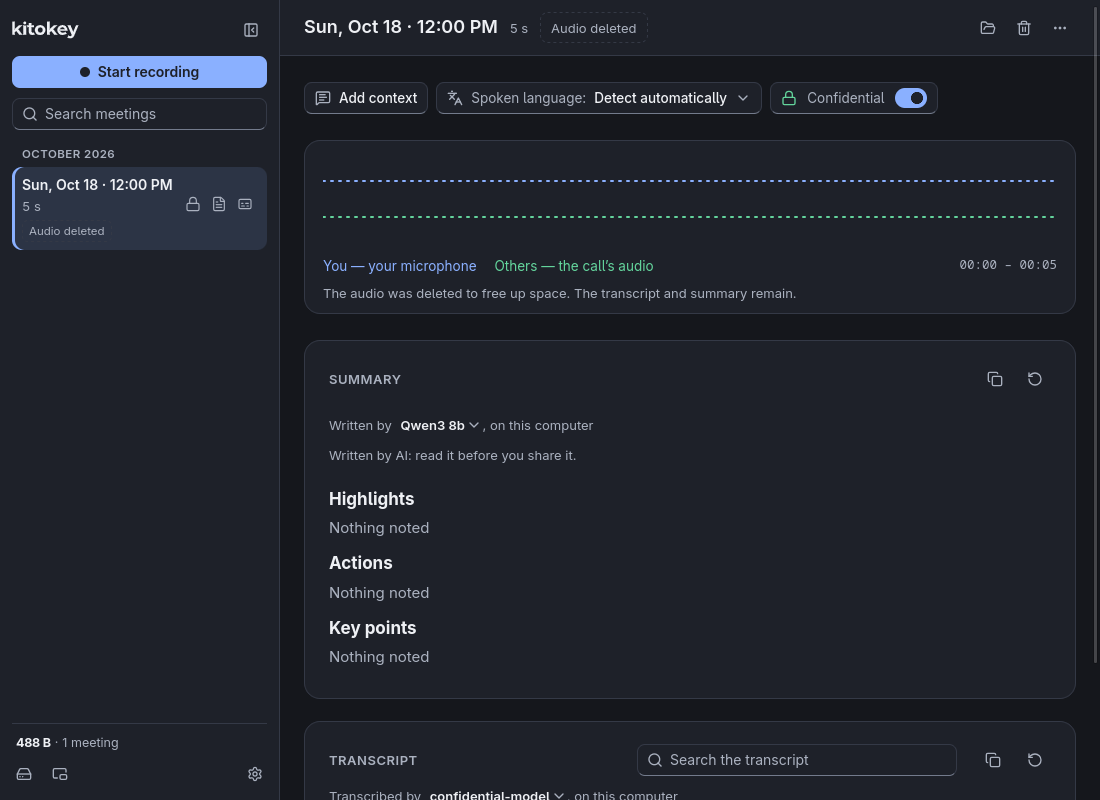 kitokey
Start recording
Search meetings
OCTOBER 2026
Sun, Oct 18 · 12:00 PM
5 s
Audio deleted
488 B · 1 meeting
Sun, Oct 18 · 12:00 PM 5 s Audio deleted
Add context Spoken language: Detect automatically Confidential
You — your microphone Others — the call’s audio 00:00 – 00:05
The audio was deleted to free up space. The transcript and summary remain.
SUMMARY
Written by Qwen3 8b , on this computer
Written by AI: read it before you share it.
Highlights
Nothing noted
Actions
Nothing noted
Key points
Nothing noted
TRANSCRIPT Search the transcript
Transcribed by confidential-model , on this computer